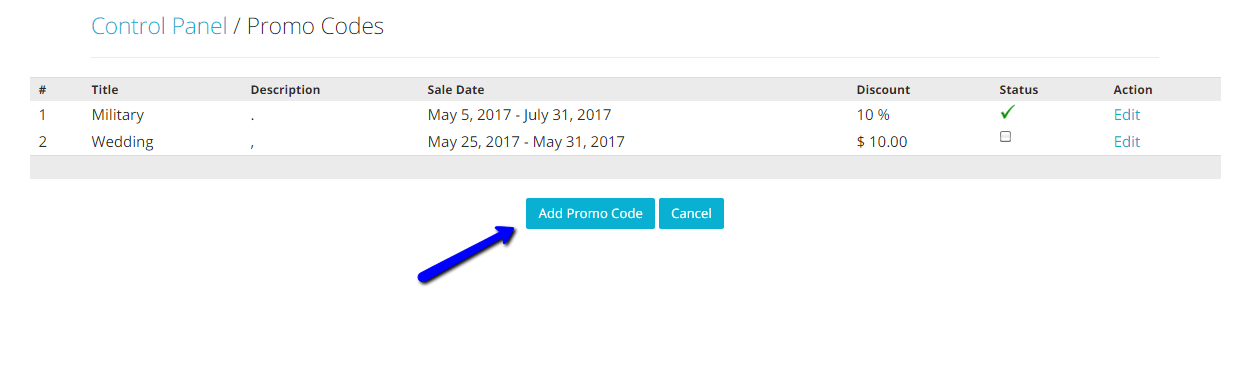 Control Panel / Promo Codes
# Title Description Sale Date Discount Status Action
1 Military . May 5, 2017 - July 31, 2017 10 % Edit
2 Wedding , May 25, 2017 - May 31, 2017 $ 10.00 Edit
Add Promo Code Cancel